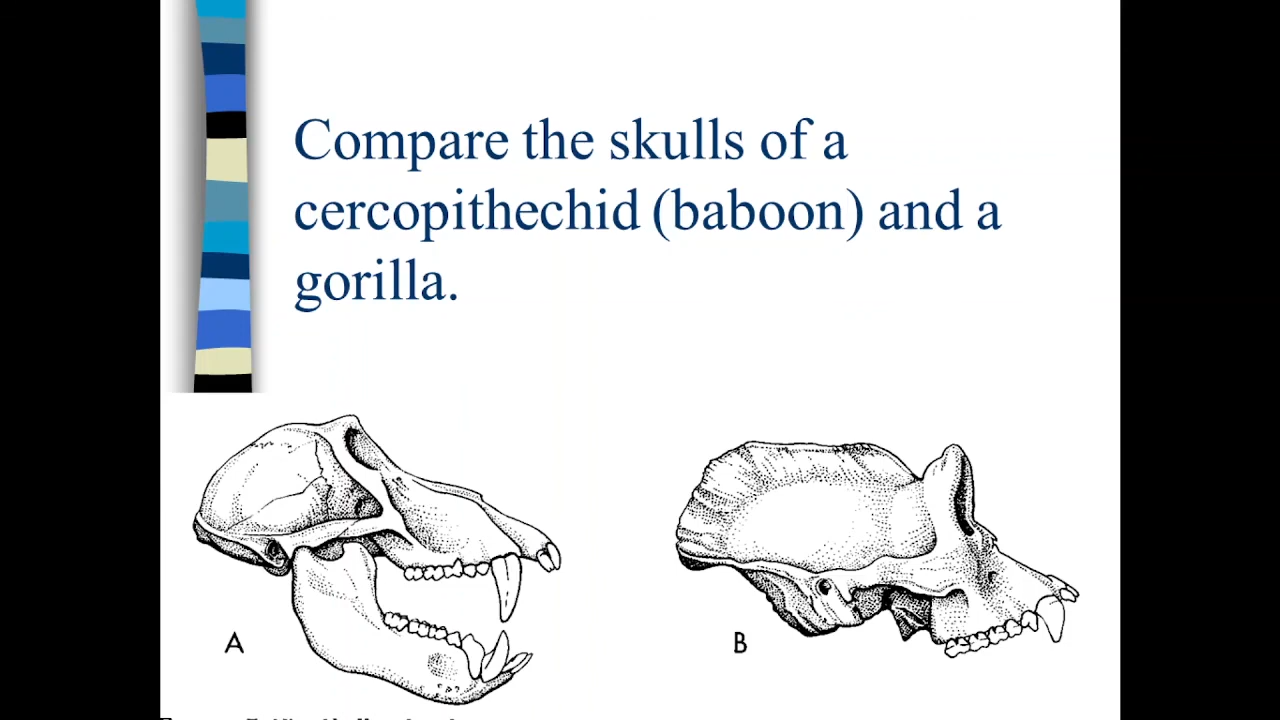 Compare the skulls of a
cercopithechid (baboon) and a
gorilla.
A
B